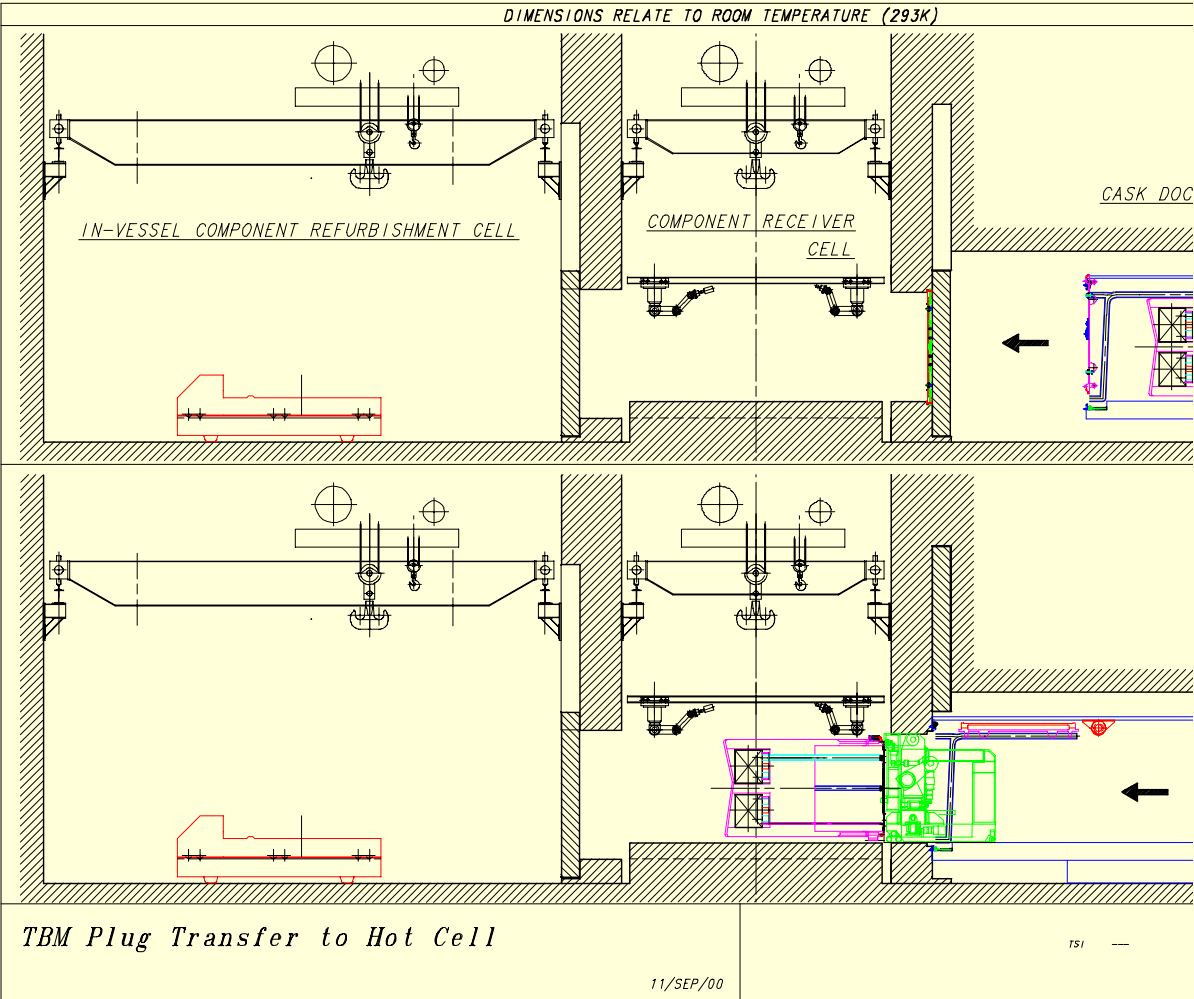 DIMENSIONS RELATE TO ROOM TEMPERATURE (293K)
IN-VESSEL COMPONENT REFURBISHMENT CELL
COMPONENT RECEIVER
CELL
CASK DOC
TBM Plug Transfer to Hot Cell
11/SEP/00
TSI ---